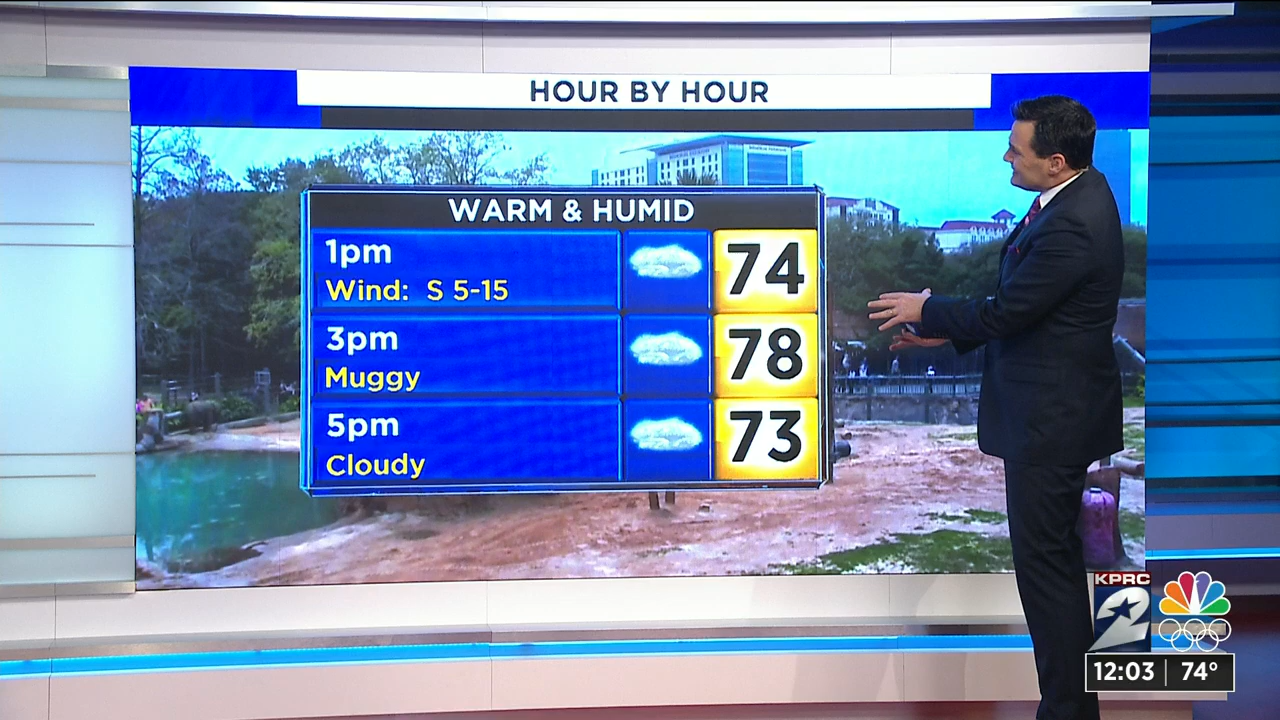 HOUR BY HOUR
WARM & HUMID
1pm
Wind: S 5-15
74
3pm
Muggy
78
5pm
Cloudy
73
KPRC
2
12:03 74°